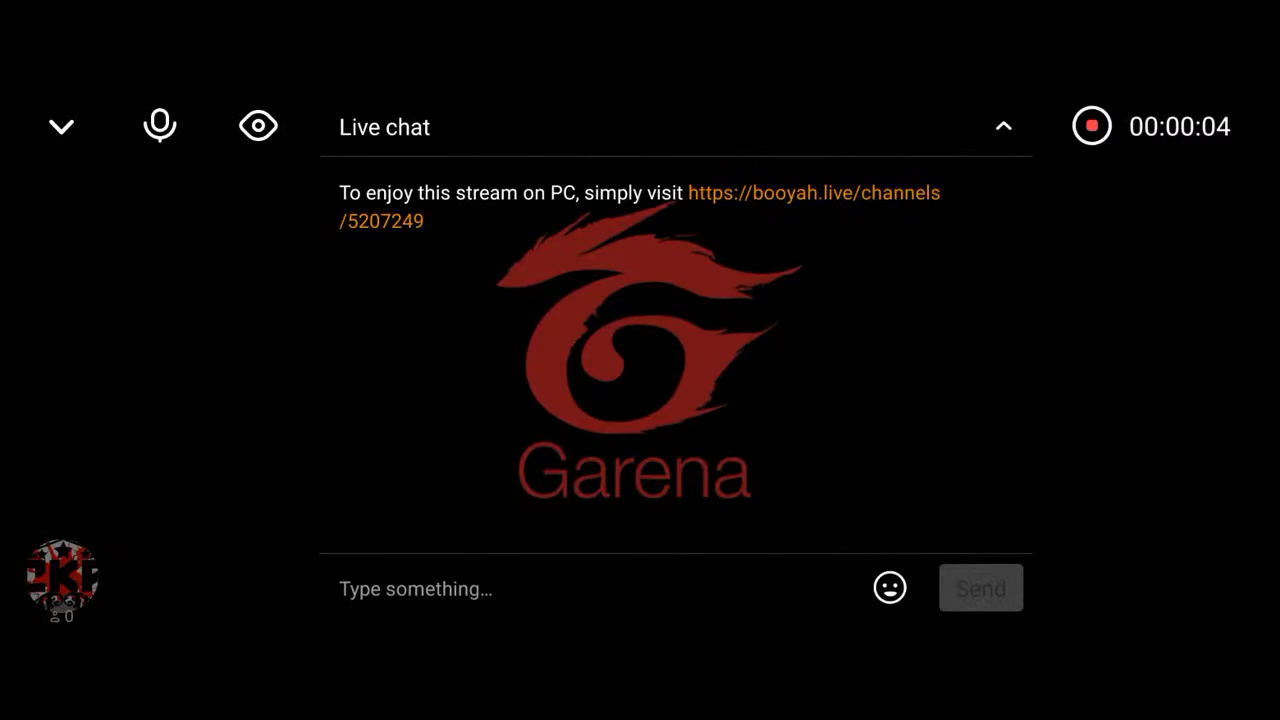 Live chat
00:00:04
To enjoy this stream on PC, simply visit https://booyah.live/channels
/5207249
Garena
Type something...
Send